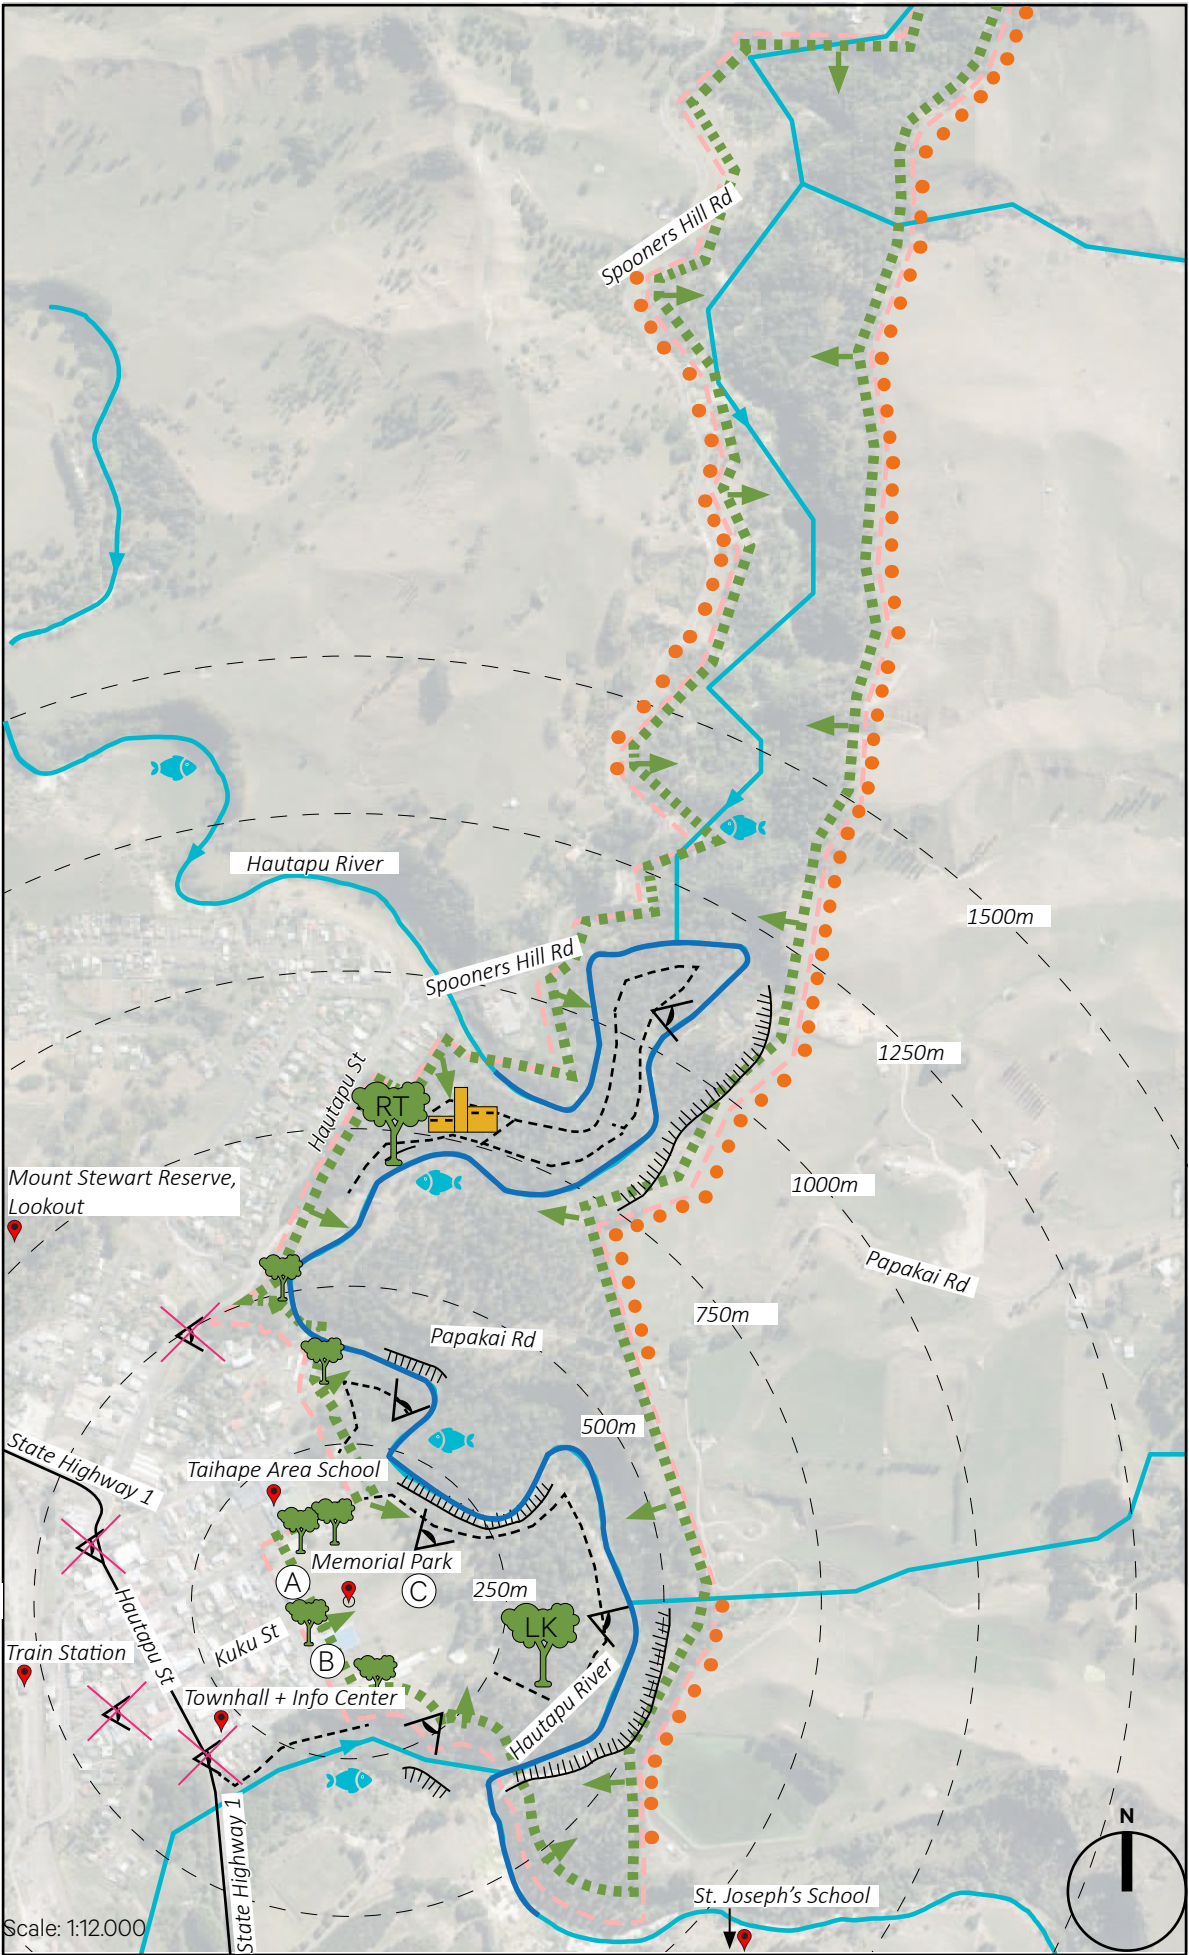 Spooners Hill Rd
Hautapu River
1500m
Spooners Hill Rd
1250m
Hautapu St
RT
Mount Stewart Reserve,
Lookout
1000m
Papakai Rd
750m
Papakai Rd
500m
State Highway 1
Taihape Area School
Memorial Park
A
C
250m
Hautapu St
LK
Kuku St
B
Train Station
Townhall + Info Center
Hautapu River
State Highway 1
N
St. Joseph's School
Scale: 1:12.000